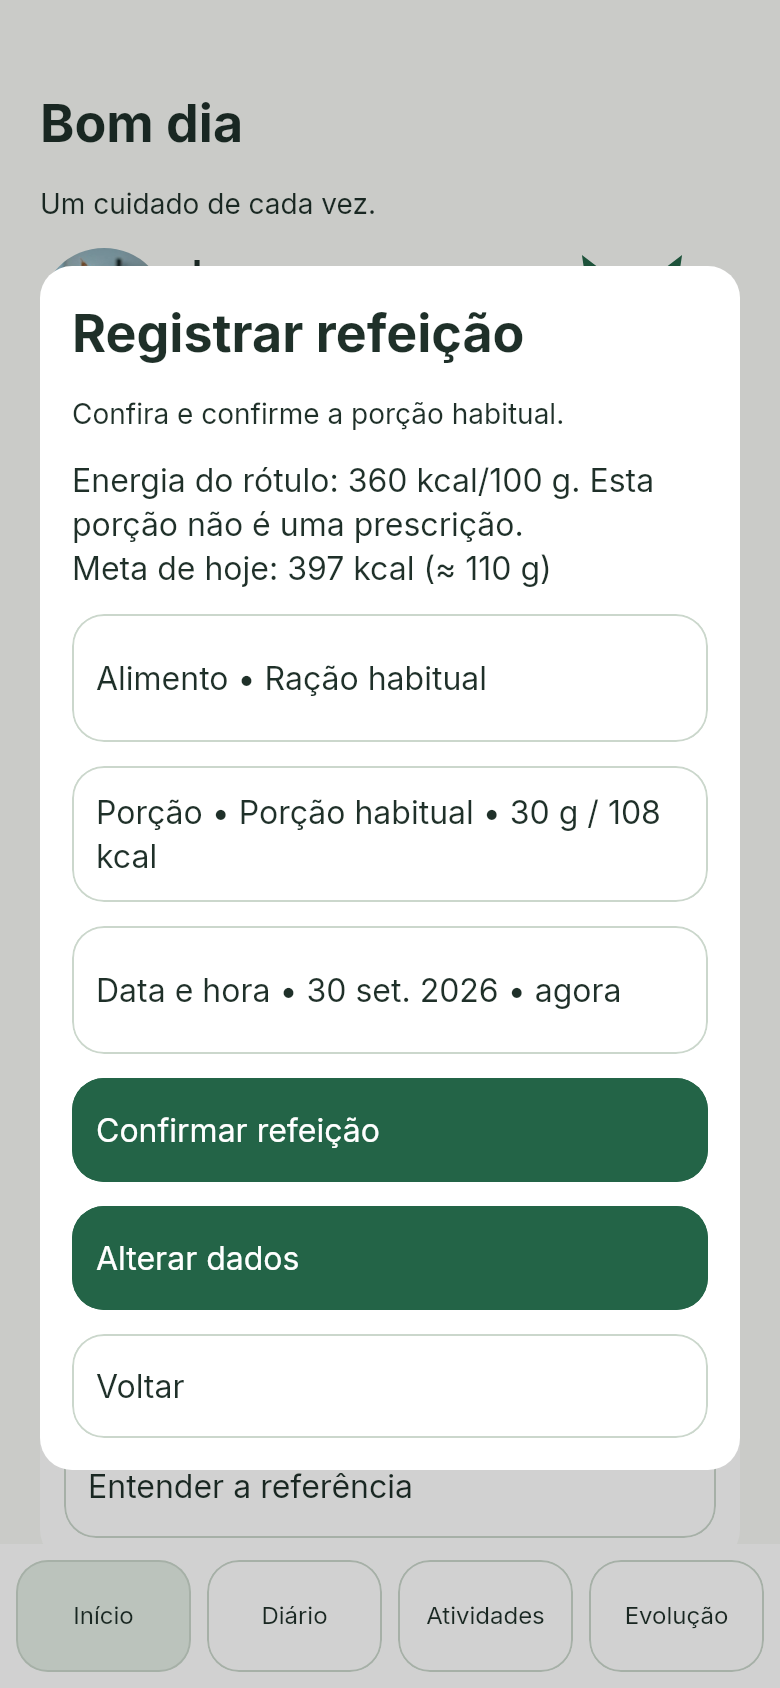 Bom dia
Um cuidado de cada vez.
Registrar refeição
Confira e confirme a porção habitual.
Energia do rótulo: 360 kcal/100 g. Esta
porção não é uma prescrição.
Meta de hoje: 397 kcal (≈ 110 g)
Alimento • Ração habitual
Porção • Porção habitual • 30 g / 108
kcal
Data e hora • 30 set. 2026 • agora
Confirmar refeição
Alterar dados
Voltar
Entender a referência
Início
Diário
Atividades
Evolução